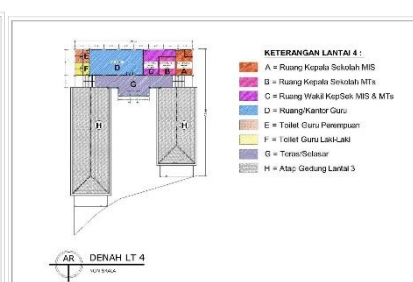 KETERANGAN LANTAI 4 :
A = Ruang Kepala Sekolah MIS
B = Ruang Kepala Sekolah MTs
C = Ruang Wakil KepSek MIS & MTs
D = Ruang/Kantor Guru
E = Toilet Guru Perempuan
F = Toilet Guru Laki-Laki
G = Teras/Selasar
H = Atap Gedung Lantai 3
E
F
D
C
B
A
G
H
H
AR
DENAH LT 4